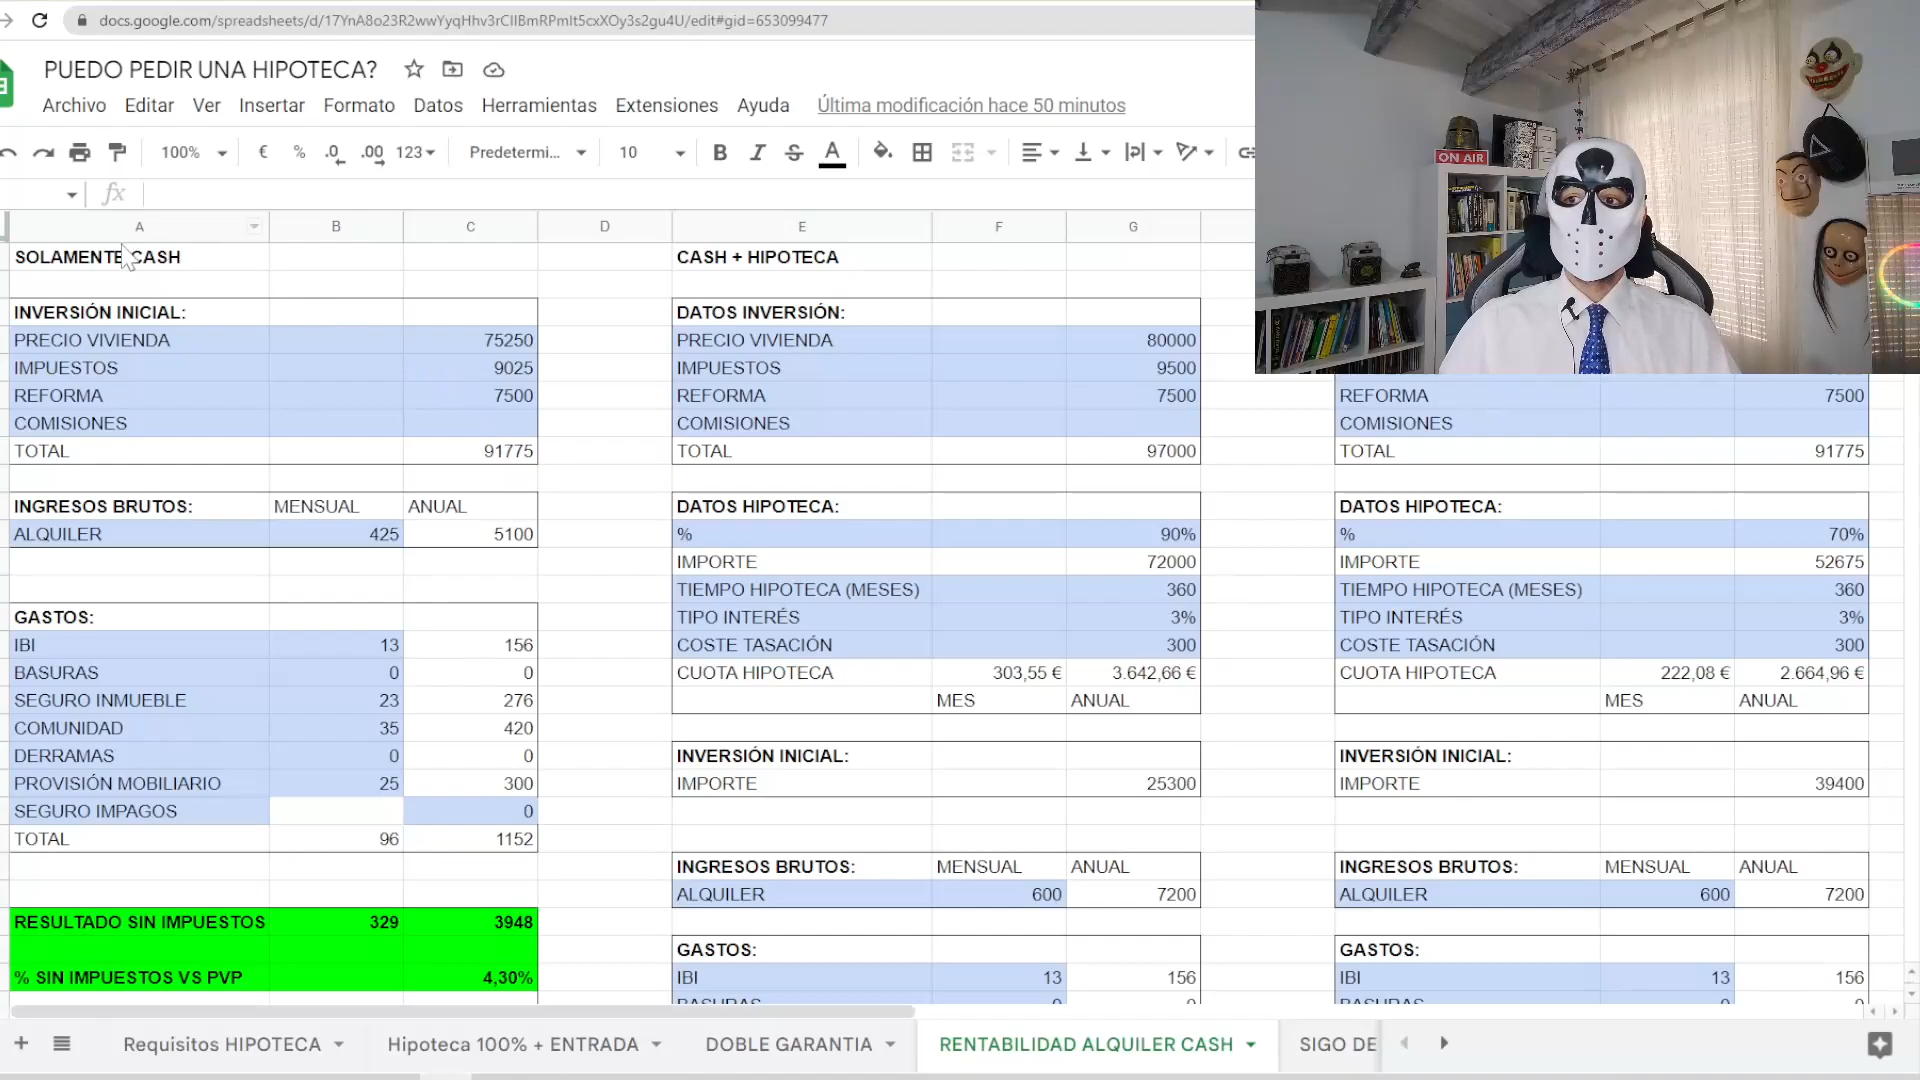 docs.google.com/spreadsheets/d/17YnA8o23R2wwYyqHhv3rCIIBmRPmIt5cxXOy3s2gu4U/edit#gid=653099477
PUEDO PEDIR UNA HIPOTECA?
Archivo Editar Ver Insertar Formato Datos Herramientas Extensiones Ayuda Última modificación hace 50 minutos
100% € % .0 .00 123 Predetermi... 10 B I S A
fx
A B C D E F G
SOLAMENTE CASH CASH + HIPOTECA
INVERSIÓN INICIAL: DATOS INVERSIÓN:
PRECIO VIVIENDA 75250 PRECIO VIVIENDA 80000
IMPUESTOS 9025 IMPUESTOS 9500
REFORMA 7500 REFORMA 7500 REFORMA 7500
COMISIONES COMISIONES COMISIONES
TOTAL 91775 TOTAL 97000 TOTAL 91775
INGRESOS BRUTOS: MENSUAL ANUAL DATOS HIPOTECA: DATOS HIPOTECA:
ALQUILER 425 5100 % 90% % 70%
IMPORTE 72000 IMPORTE 52675
TIEMPO HIPOTECA (MESES) 360 TIEMPO HIPOTECA (MESES) 360
GASTOS: TIPO INTERÉS 3% TIPO INTERÉS 3%
IBI 13 156 COSTE TASACIÓN 300 COSTE TASACIÓN 300
BASURAS 0 0 CUOTA HIPOTECA 303,55 € 3.642,66 € CUOTA HIPOTECA 222,08 € 2.664,96 €
SEGURO INMUEBLE 23 276 MES ANUAL MES ANUAL
COMUNIDAD 35 420
DERRAMAS 0 0 INVERSIÓN INICIAL: INVERSIÓN INICIAL:
PROVISIÓN MOBILIARIO 25 300 IMPORTE 25300 IMPORTE 39400
SEGURO IMPAGOS 0
TOTAL 96 1152
INGRESOS BRUTOS: MENSUAL ANUAL INGRESOS BRUTOS: MENSUAL ANUAL
ALQUILER 600 7200 ALQUILER 600 7200
RESULTADO SIN IMPUESTOS 329 3948
GASTOS: GASTOS:
% SIN IMPUESTOS VS PVP 4,30% IBI 13 156 IBI 13 156
BASURAS 0 0 BASURAS 0 0
Requisitos HIPOTECA Hipoteca 100% + ENTRADA DOBLE GARANTIA RENTABILIDAD ALQUILER CASH SIGO DE
ON AIR